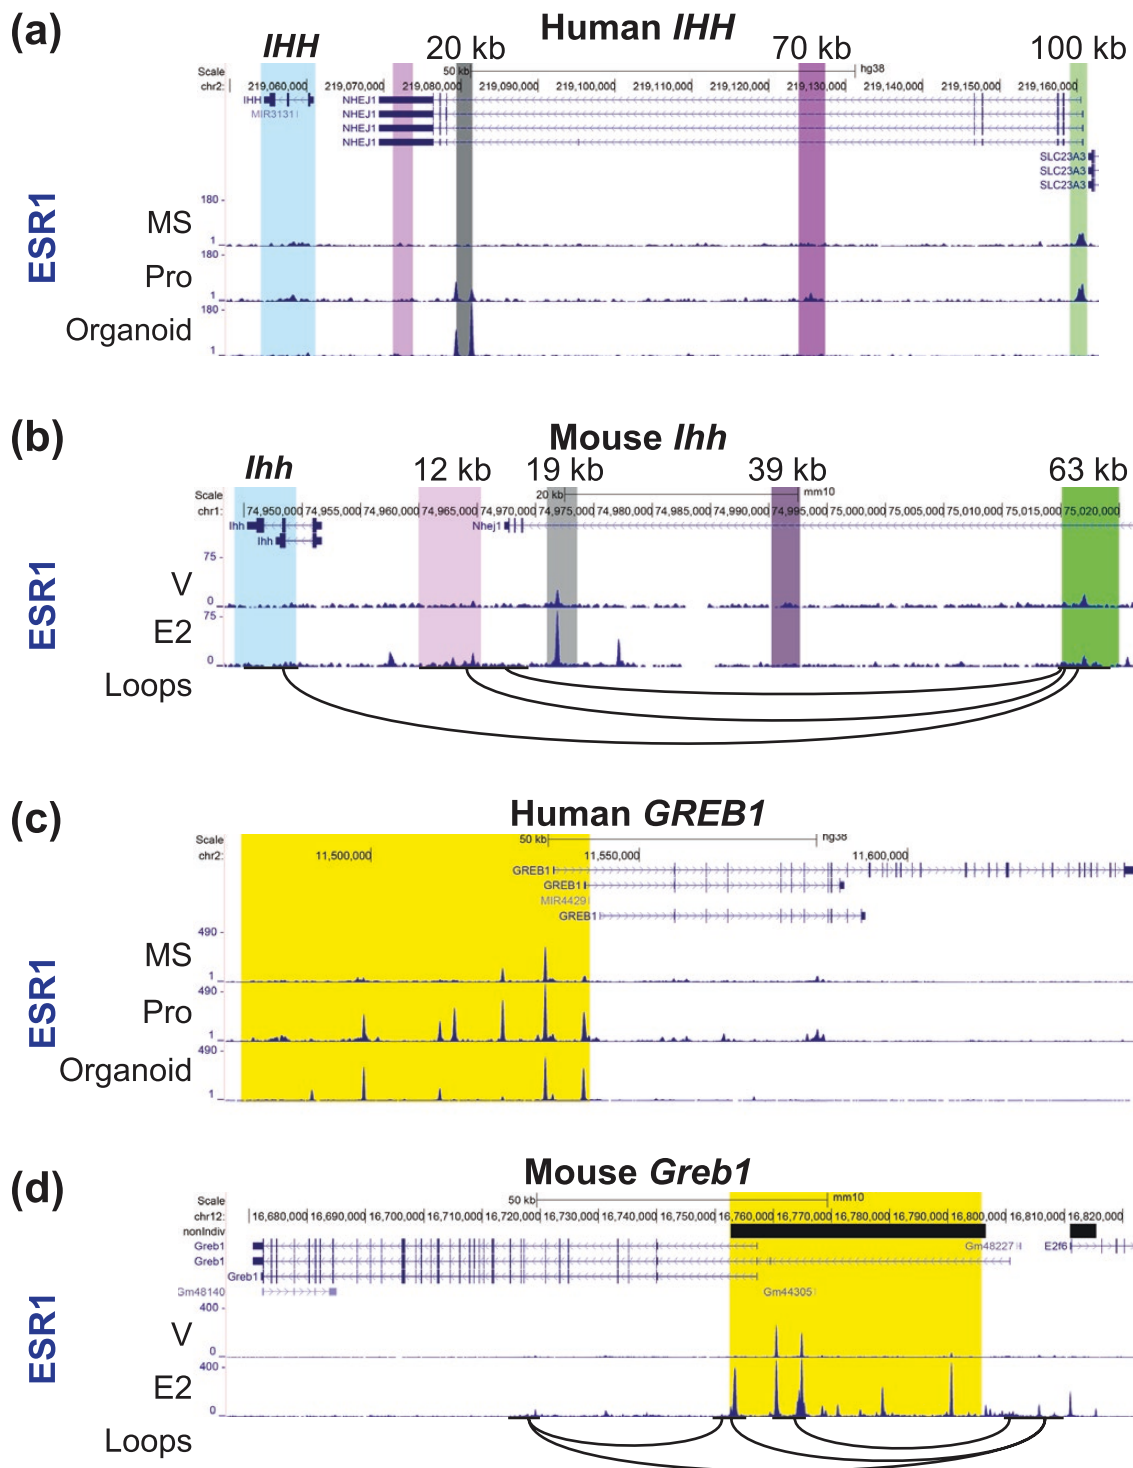 (a)
Human IHH
IHH 20 kb 70 kb 100 kb
Scale 50 kb hg38
chr2: 219,060,000 219,070,000 219,080,000 219,090,000 219,100,000 219,110,000 219,120,000 219,130,000 219,140,000 219,150,000 219,160,000
IHH NHEJ1
MIR3131 NHEJ1
NHEJ1
NHEJ1
SLC23A3
SLC23A3
SLC23A3
ESR1
180
MS
1
180
Pro
1
180
Organoid
1
(b)
Mouse Ihh
Ihh 12 kb 19 kb 39 kb 63 kb
Scale 20 kb mm10
chr1: 74,950,000 74,955,000 74,960,000 74,965,000 74,970,000 74,975,000 74,980,000 74,985,000 74,990,000 74,995,000 75,000,000 75,005,000 75,010,000 75,015,000 75,020,000
Ihh Nhej1
Ihh
ESR1
75
V
0
75
E2
0
Loops
(c)
Human GREB1
Scale 50 kb hg38
chr2: 11,500,000 11,550,000 11,600,000
GREB1
GREB1
MIR4429
GREB1
ESR1
490
MS
1
490
Pro
1
490
Organoid
1
(d)
Mouse Greb1
Scale 50 kb mm10
chr12: 16,680,000 16,690,000 16,700,000 16,710,000 16,720,000 16,730,000 16,740,000 16,750,000 16,760,000 16,770,000 16,780,000 16,790,000 16,800,000 16,810,000 16,820,000
nonIndiv
Greb1 Gm48227 E2f6
Greb1
Greb1
Gm48140 Gm44305
ESR1
400
V
0
400
E2
0
Loops